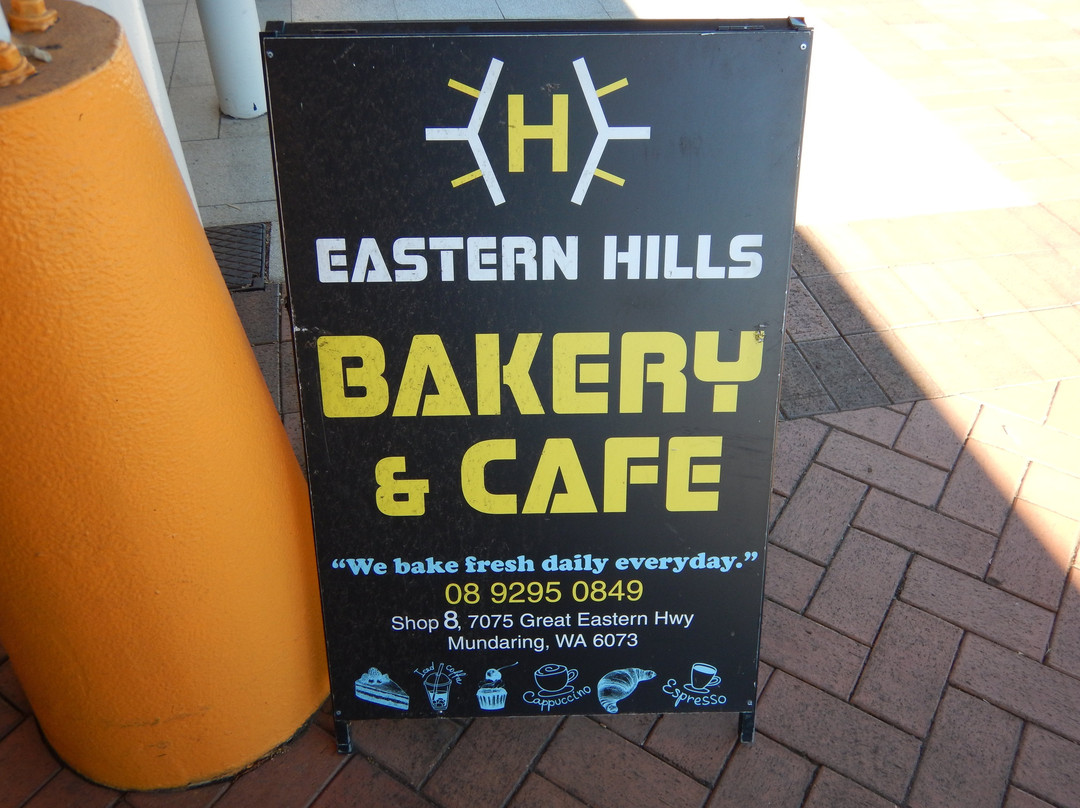 H
EASTERN HILLS
BAKERY
& CAFE
“We bake fresh daily everyday.”
08 9295 0849
Shop 8, 7075 Great Eastern Hwy
Mundaring, WA 6073
Iced coffee
Cappuccino
Espresso